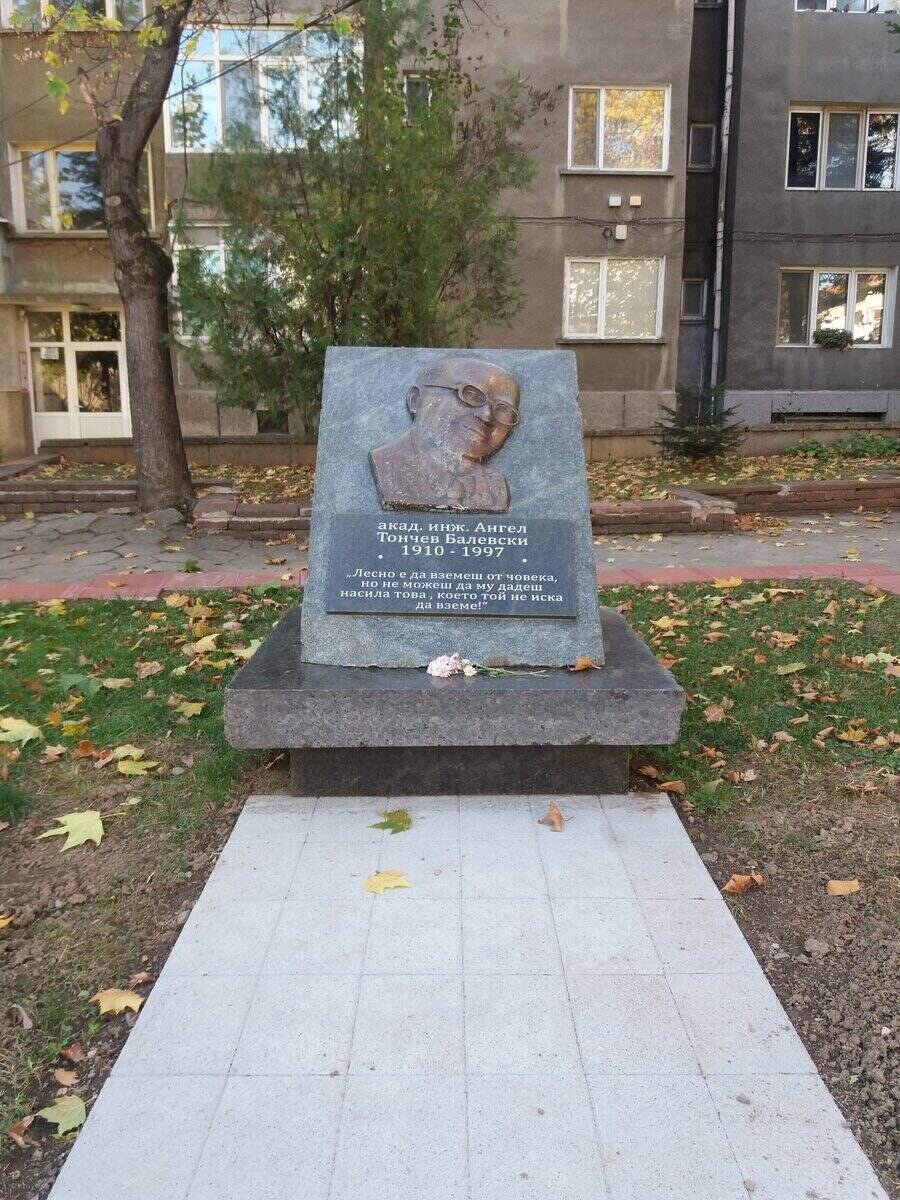 акад. инж. Ангел
Тончев Балевски
1910 - 1997
„Лесно е да вземеш от човека,
но не можеш да му дадеш
насила това , което той не иска
да вземе!“